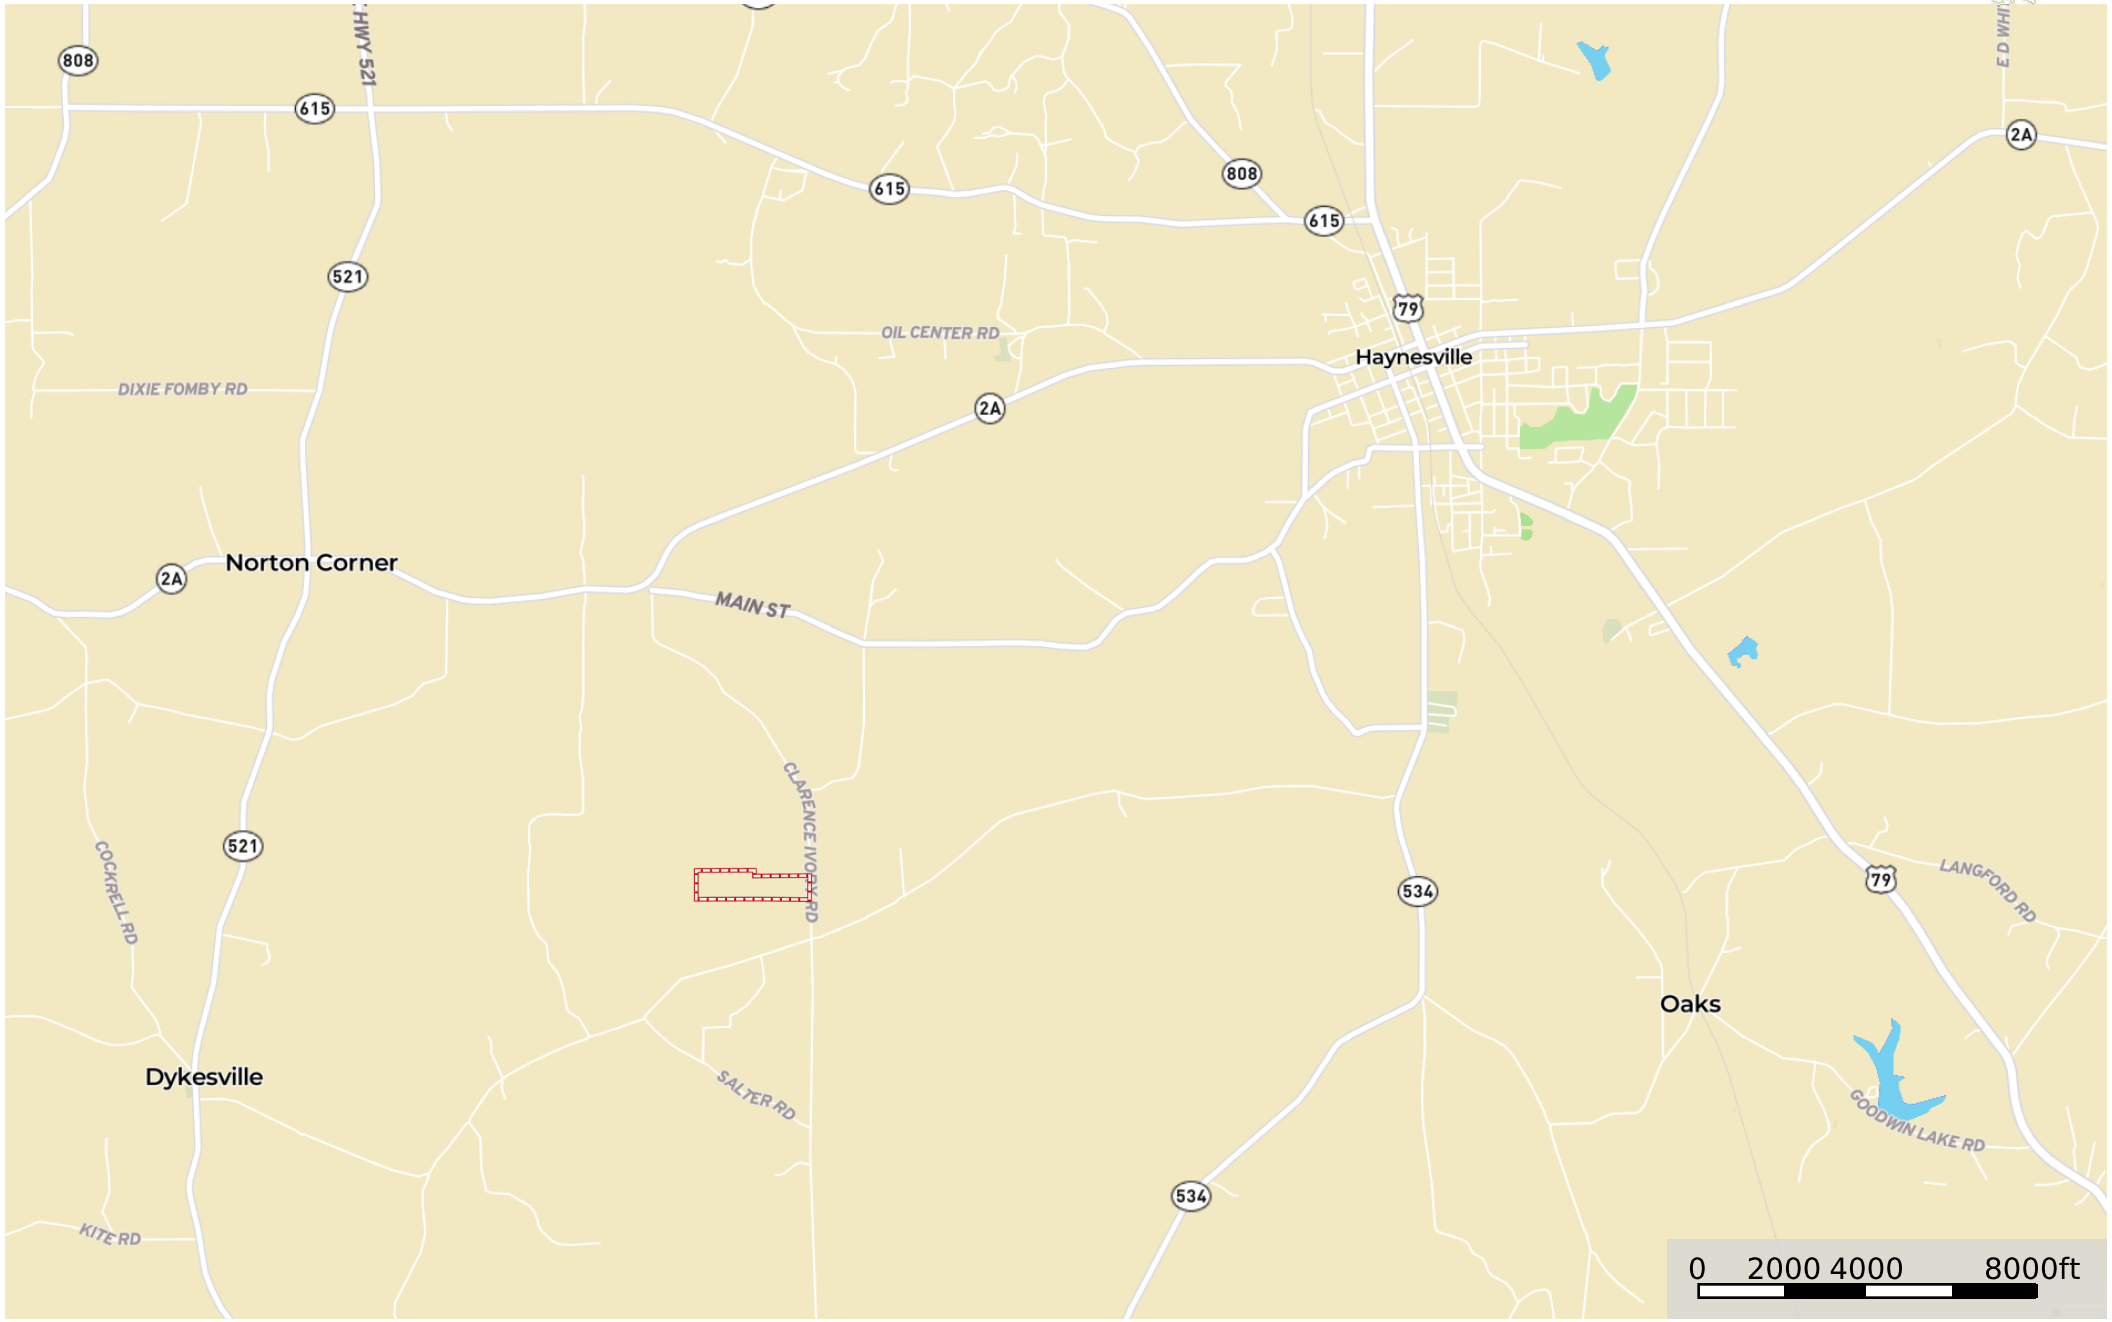 HWY 521
E D WHI
808
615
2A
808
615
615
521
79
OIL CENTER RD
Haynesville
DIXIE FOMBY RD
2A
Norton Corner
2A
MAIN ST
CLARENCE IVORY RD
521
COCKRELL RD
534
79
LANGFORD RD
Oaks
Dykesville
SALTER RD
GOODWIN LAKE RD
534
KITE RD
0 2000 4000 8000ft